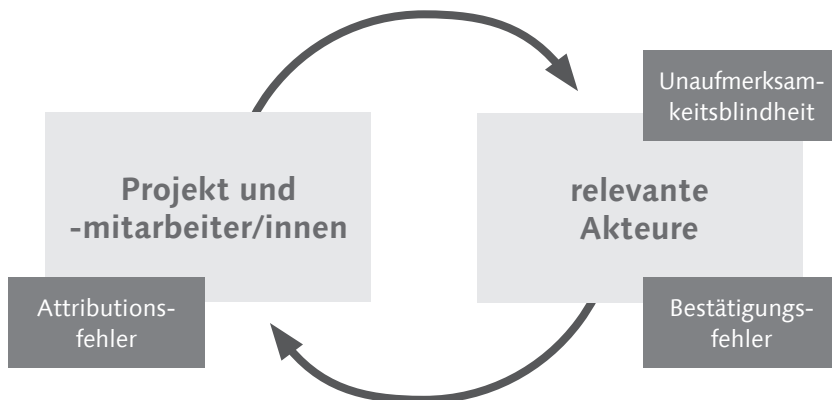 Unaufmerksam-
keitsblindheit
Projekt und
-mitarbeiter/innen
relevante
Akteure
Attributions-
fehler
Bestätigungs-
fehler